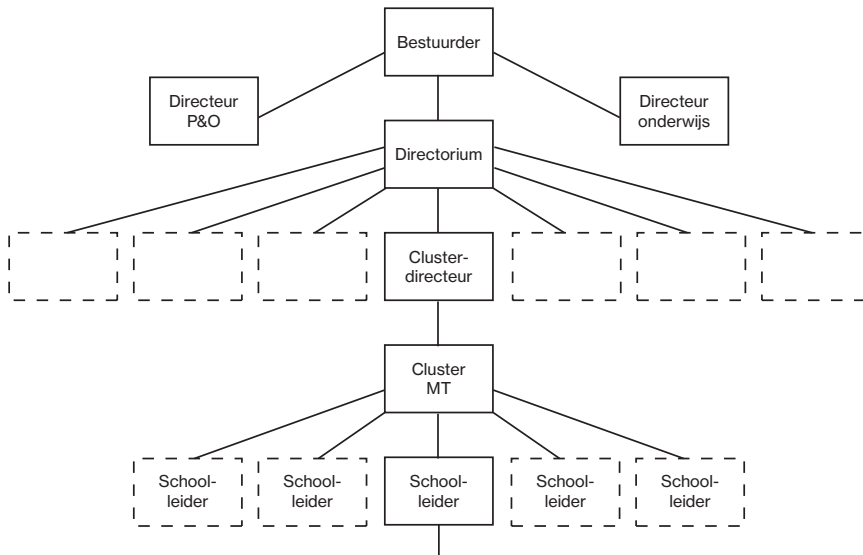 Bestuurder
Directeur
P&O
Directeur
onderwijs
Directorium
Cluster-
directeur
Cluster
MT
School-
leider
School-
leider
School-
leider
School-
leider
School-
leider